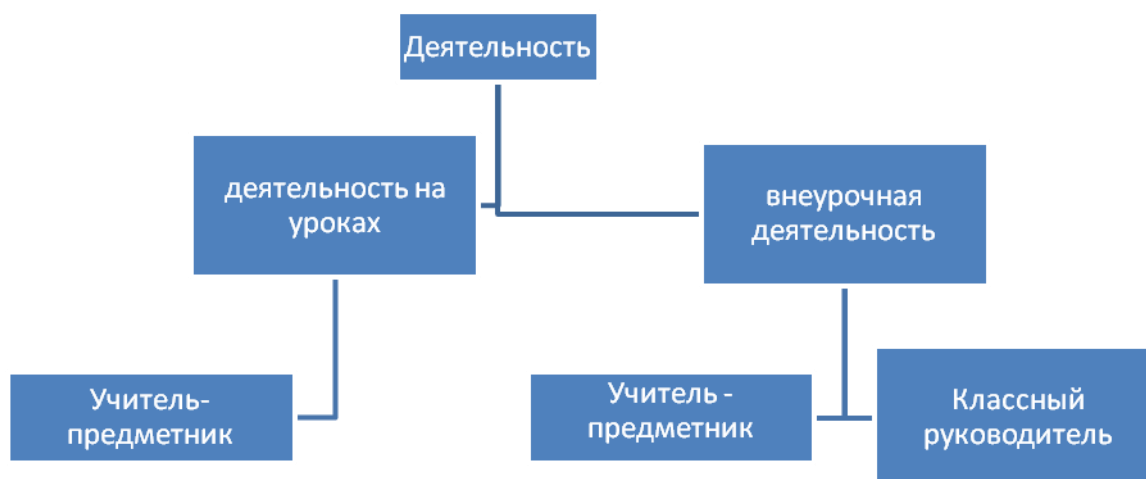 Деятельность
деятельность на
уроках
внеурочная
деятельность
Учитель-
предметник
Учитель -
предметник
Классный
руководитель